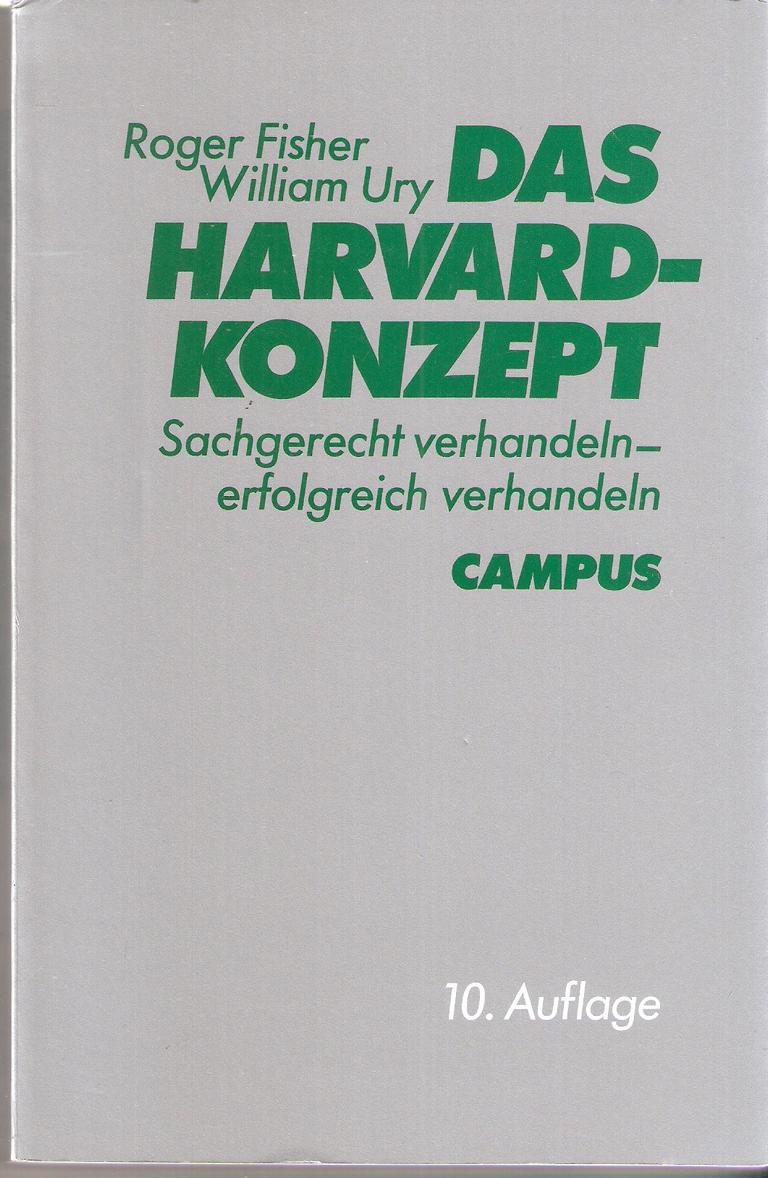 Roger Fisher
William Ury DAS
HARVARD-
KONZEPT
Sachgerecht verhandeln–
erfolgreich verhandeln
CAMPUS
10. Auflage